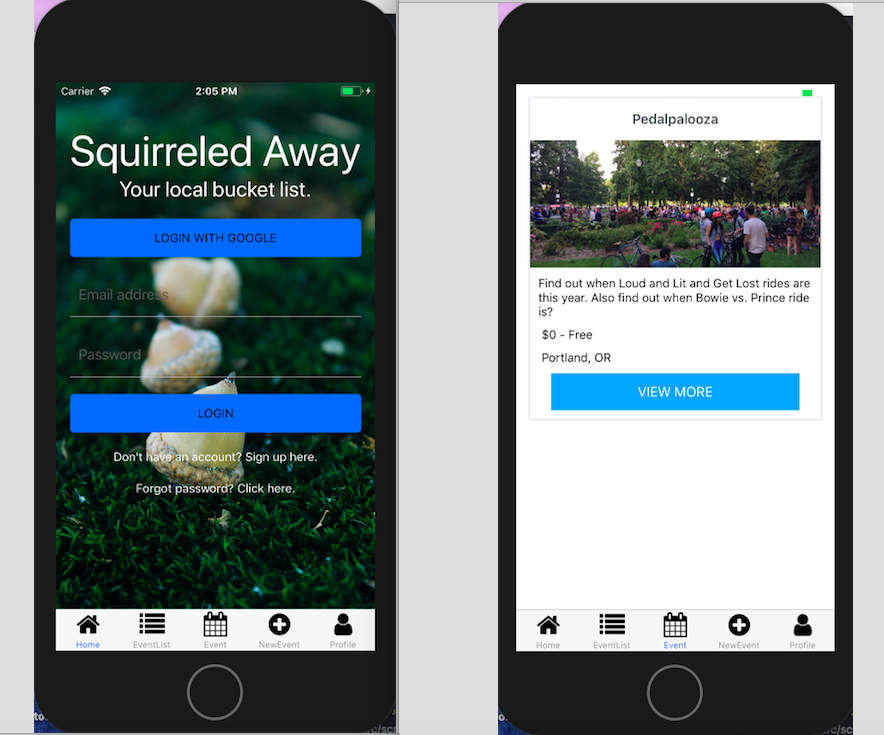 Carrier
2:05 PM
Squirreled Away
Your local bucket list.
LOGIN WITH GOOGLE
Email address
Password
LOGIN
Don't have an account? Sign up here.
Forgot password? Click here.
Home EventList Event NewEvent Profile
to.
Pedalpalooza
Find out when Loud and Lit and Get Lost rides are
this year. Also find out when Bowie vs. Prince ride
is?
$0 - Free
Portland, OR
VIEW MORE
Home EventList Event NewEvent Profile